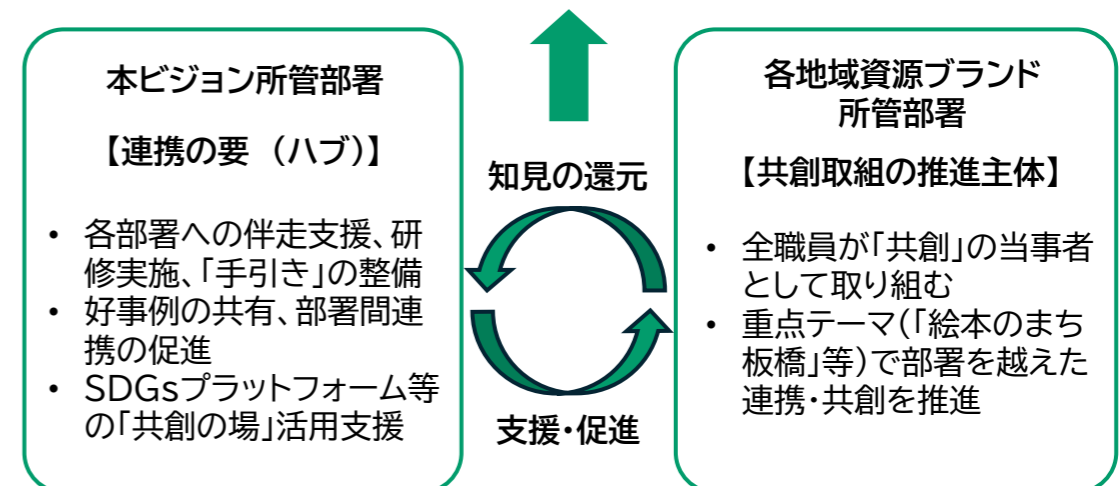 本ビジョン所管部署
【連携の要 （ハブ）】
• 各部署への伴走支援、研
修実施、「手引き」の整備
• 好事例の共有、部署間連
携の促進
• SDGsプラットフォーム等
の「共創の場」活用支援
知見の還元
支援・促進
各地域資源ブランド
所管部署
【共創取組の推進主体】
• 全職員が「共創」の当事者
として取り組む
• 重点テーマ（「絵本のまち
板橋」等）で部署を越えた
連携・共創を推進